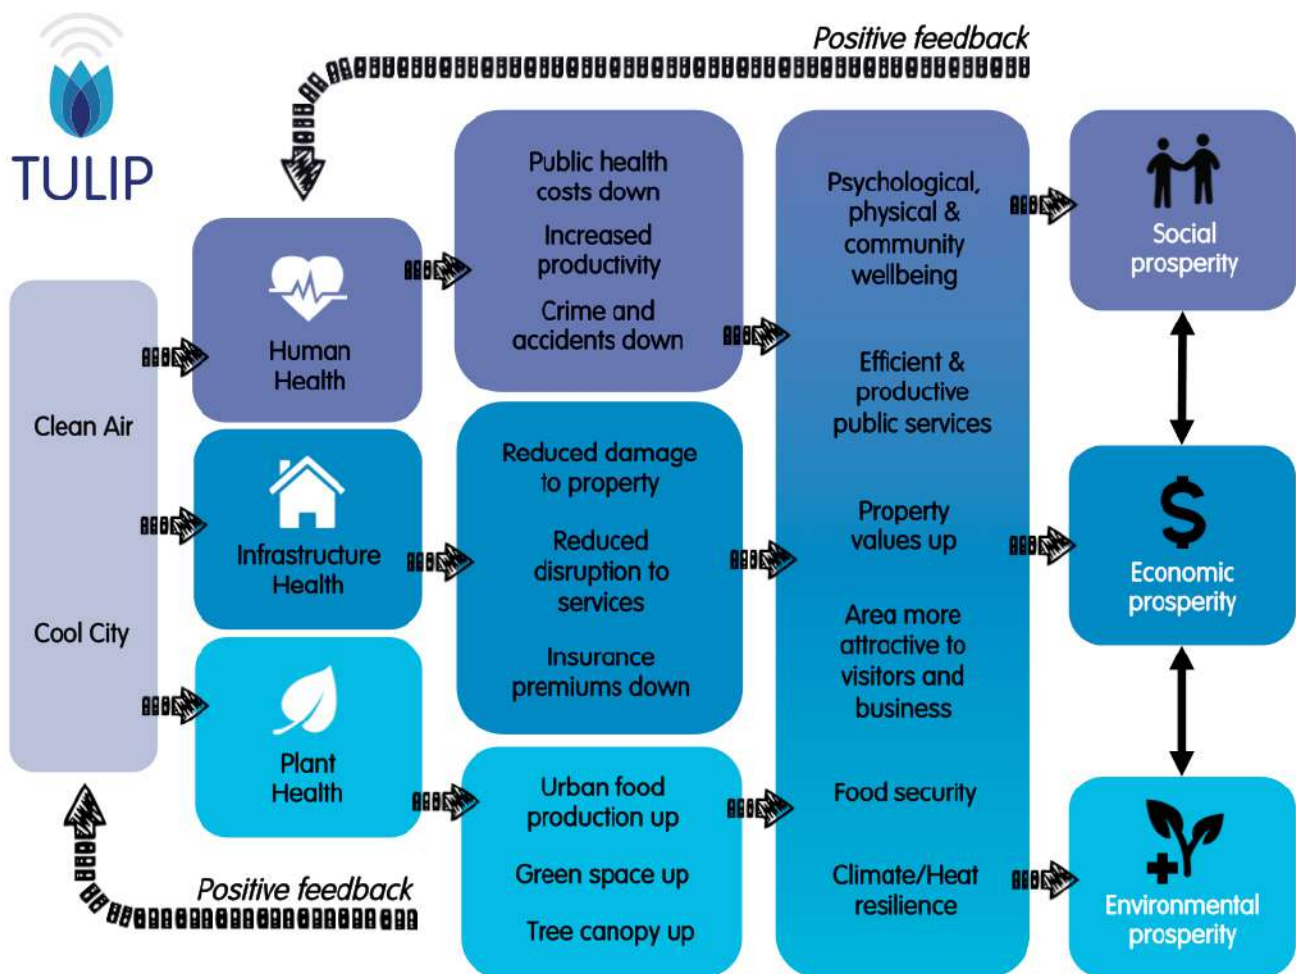 Positive feedback
TULIP
Clean Air
Cool City
Human
Health
Infrastructure
Health
Plant
Health
Positive feedback
Public health
costs down
Increased
productivity
Crime and
accidents down
Reduced damage
to property
Reduced
disruption to
services
Insurance
premiums down
Urban food
production up
Green space up
Tree canopy up
Psychological,
physical &
community
wellbeing
Efficient &
productive
public services
Property
values up
Area more
attractive to
visitors and
business
Food security
Climate/Heat
resilience
Social
prosperity
$
Economic
prosperity
Environmental
prosperity